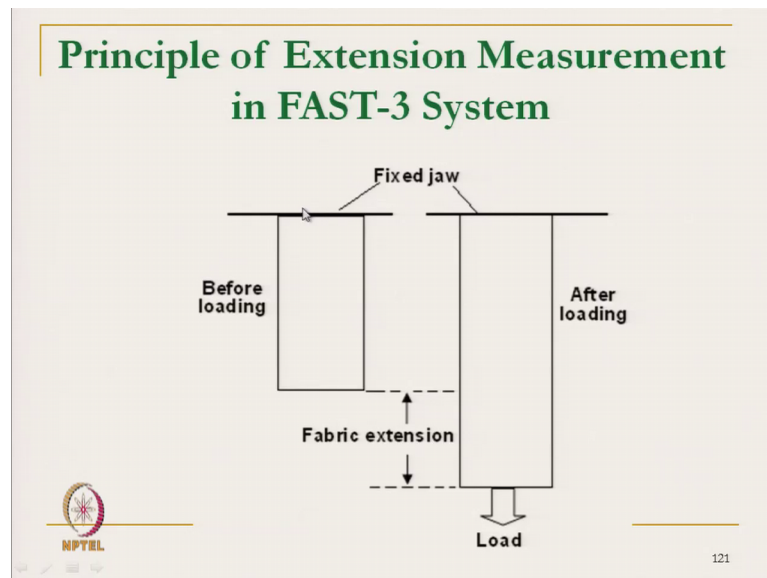 Principle of Extension Measurement
in FAST-3 System
Fixed jaw
Before
loading
After
loading
Fabric extension
Load
NPTEL
121